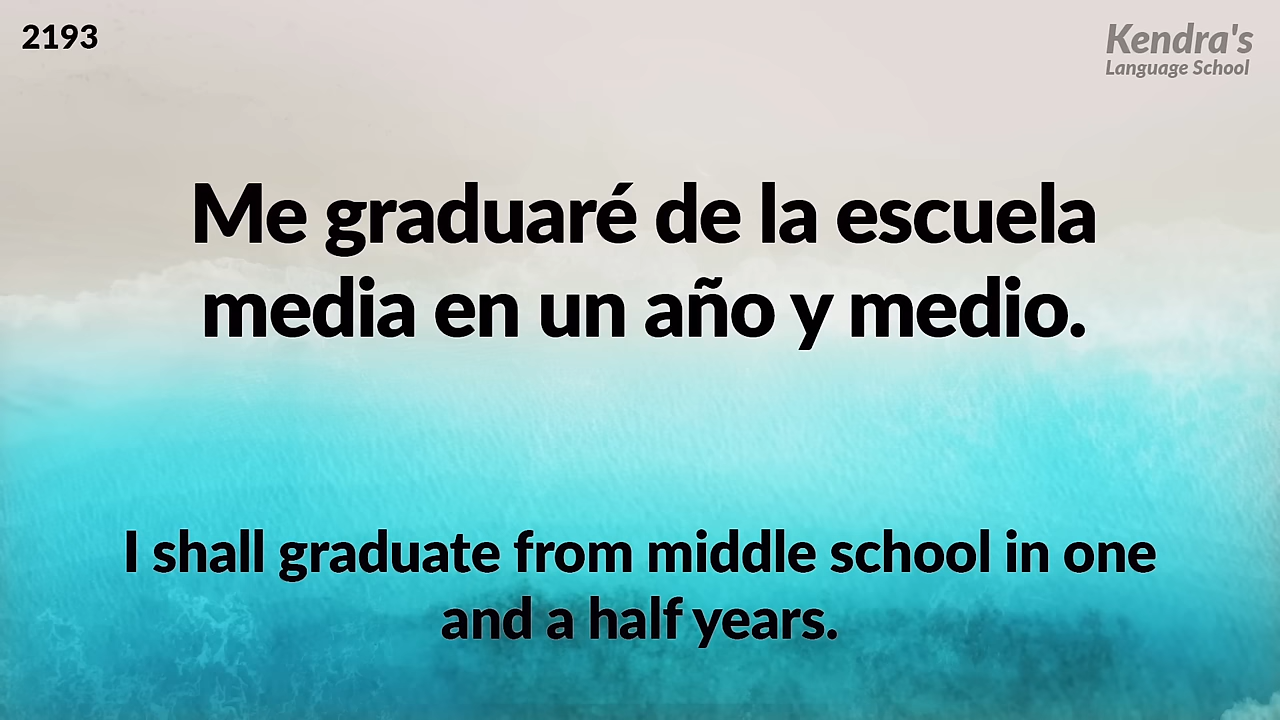 2193
Kendra's
Language School
Me graduaré de la escuela
media en un año y medio.
I shall graduate from middle school in one
and a half years.